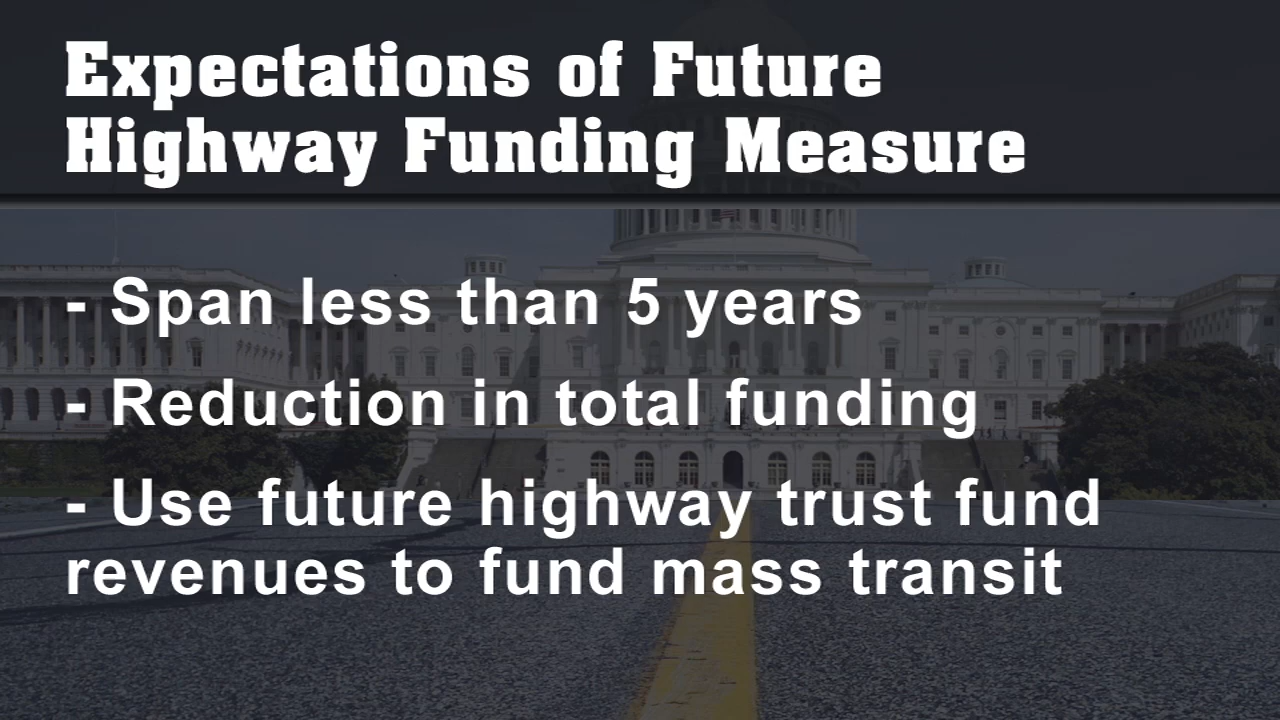 Expectations of Future
Highway Funding Measure
- Span less than 5 years
- Reduction in total funding
- Use future highway trust fund
revenues to fund mass transit